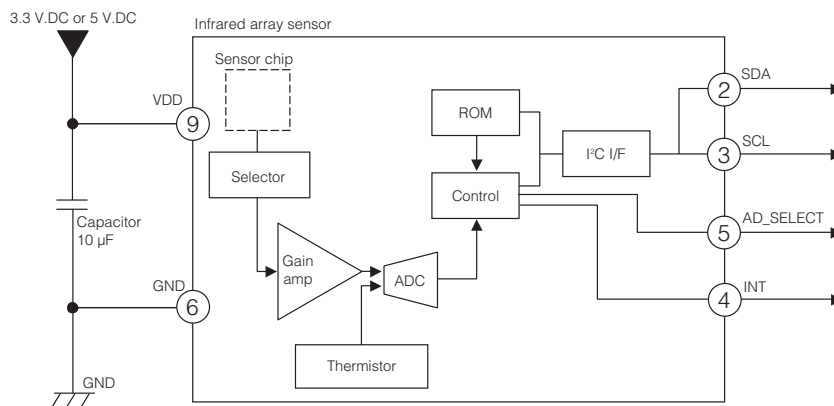 3.3 V.DC or 5 V.DC
Infrared array sensor
Sensor chip
VDD
9
Selector
ROM
I²C I/F
Control
SDA
2
SCL
3
AD_SELECT
5
INT
4
Capacitor
10 µF
Gain
amp
ADC
GND
6
Thermistor
GND